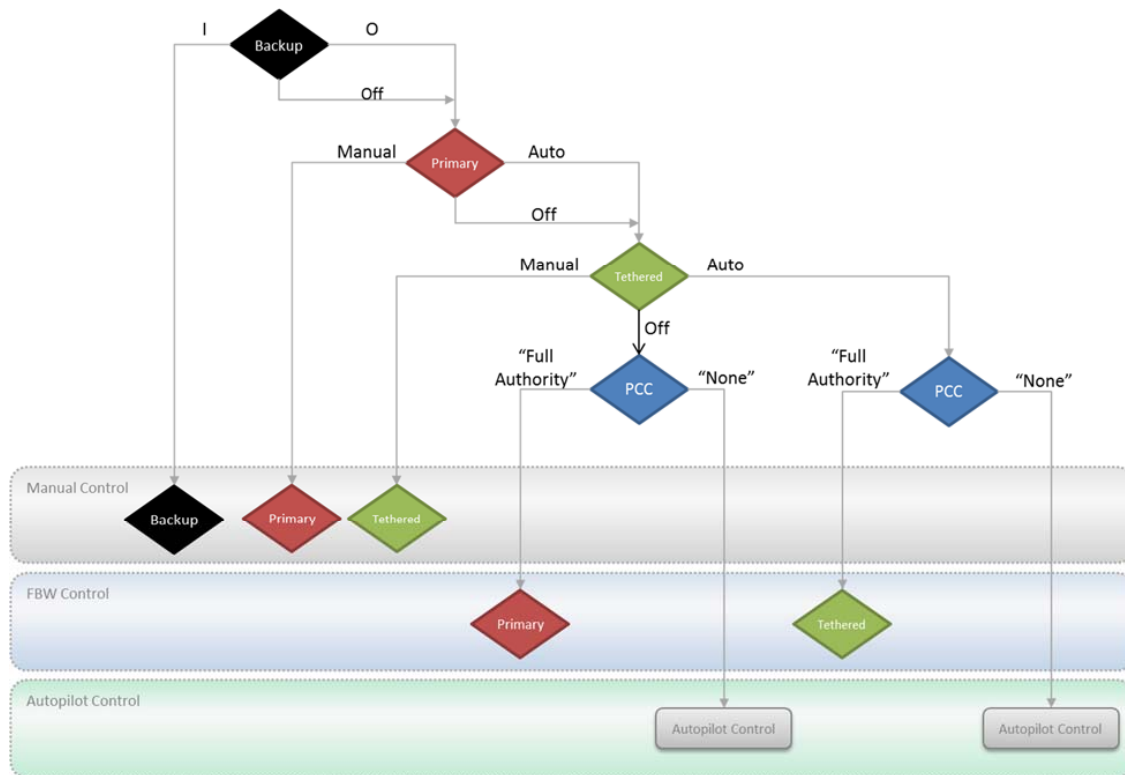 I
Backup
O
Off
Manual
Primary
Auto
Off
Manual
Tethered
Auto
Off
“Full
Authority”
PCC
“None”
“Full
Authority”
PCC
“None”
Manual Control
Backup
Primary
Tethered
FBW Control
Primary
Tethered
Autopilot Control
Autopilot Control
Autopilot Control